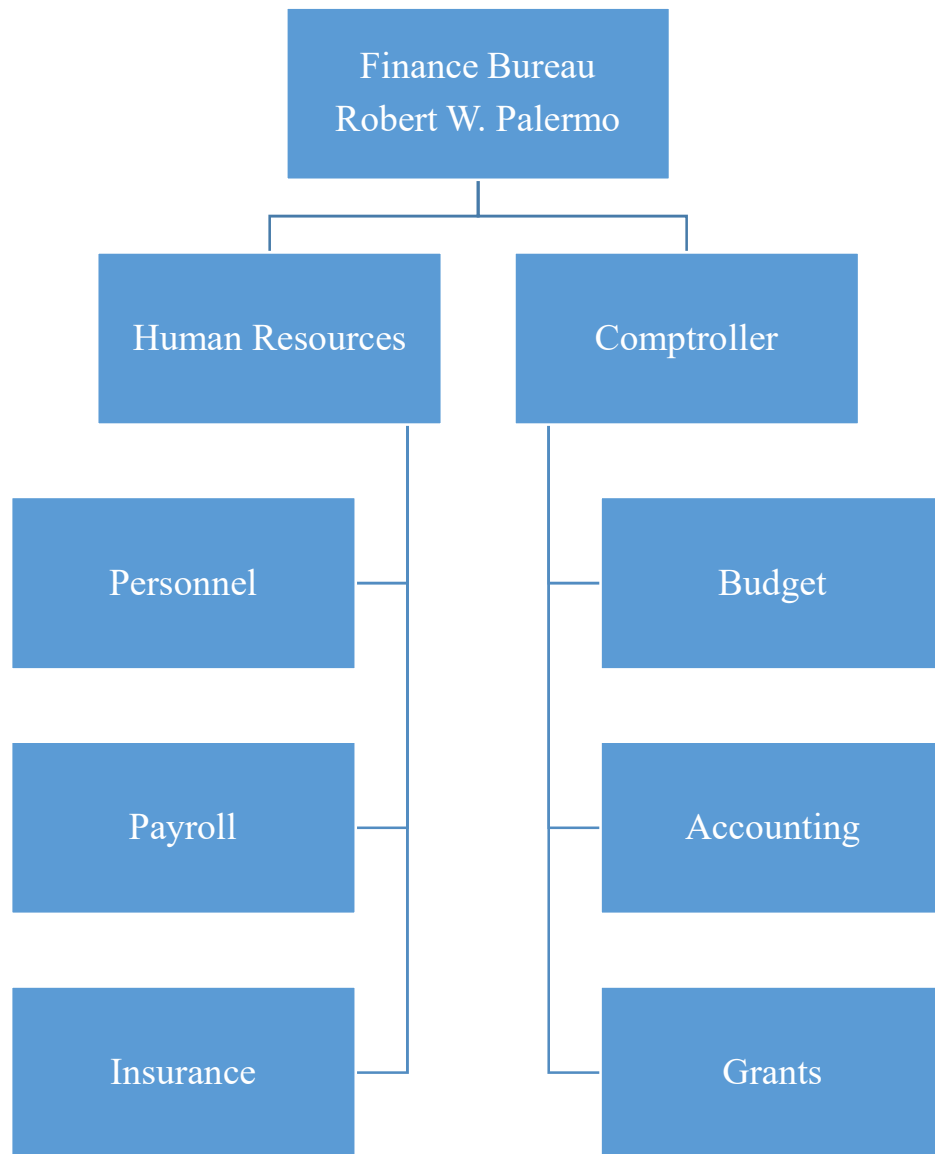 Finance Bureau
Robert W. Palermo
Human Resources
Comptroller
Personnel
Budget
Payroll
Accounting
Insurance
Grants